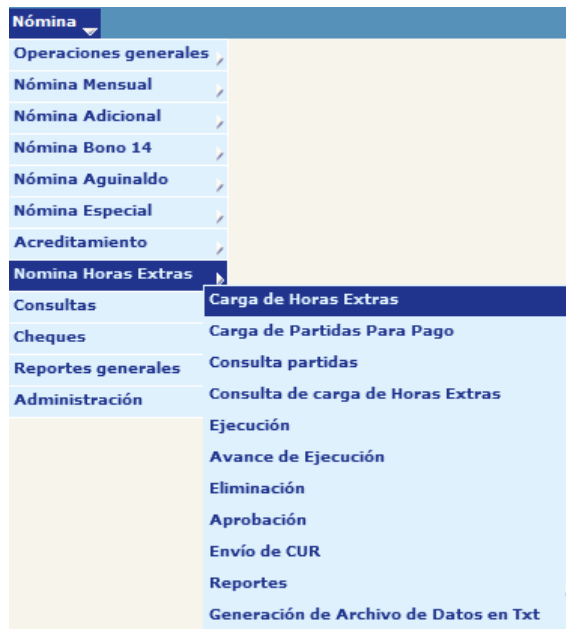 Nómina
Operaciones generales
Nómina Mensual
Nómina Adicional
Nómina Bono 14
Nómina Aguinaldo
Nómina Especial
Acreditamiento
Nomina Horas Extras
Consultas
Cheques
Reportes generales
Administración
Carga de Horas Extras
Carga de Partidas Para Pago
Consulta partidas
Consulta de carga de Horas Extras
Ejecución
Avance de Ejecución
Eliminación
Aprobación
Envío de CUR
Reportes
Generación de Archivo de Datos en Txt